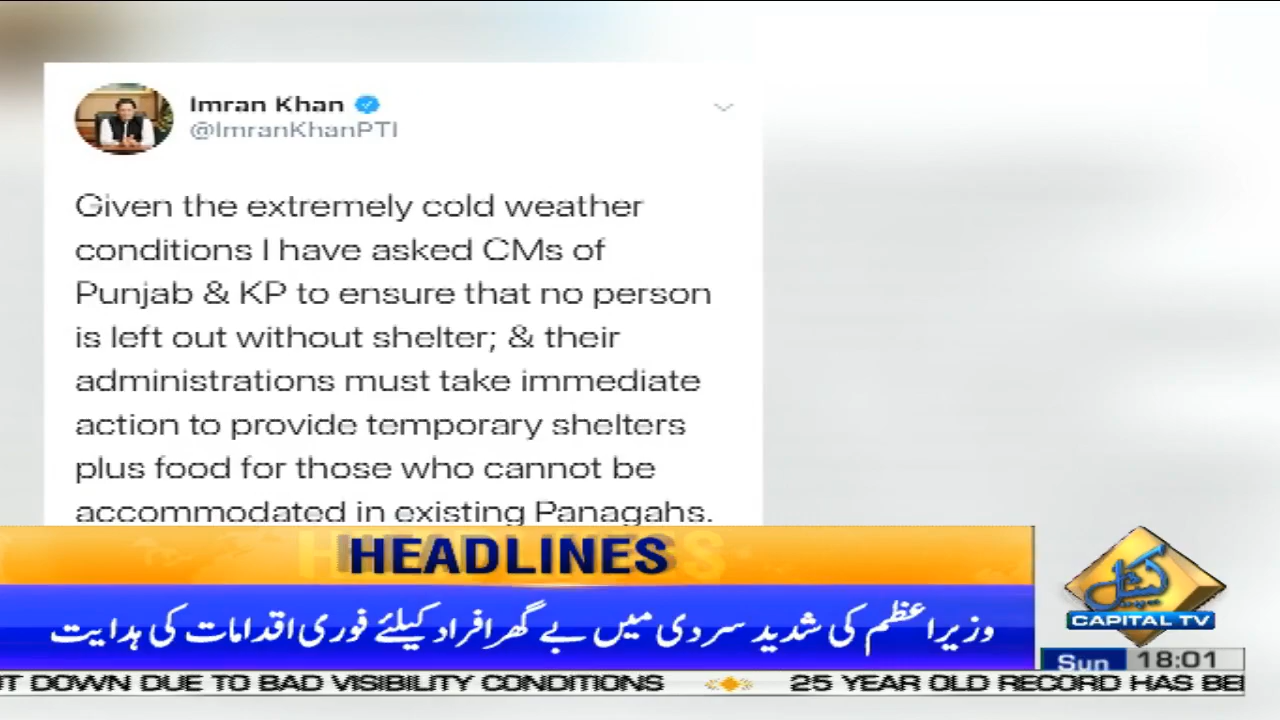 Imran Khan
@ImranKhanPTI
Given the extremely cold weather
conditions I have asked CMs of
Punjab & KP to ensure that no person
is left out without shelter; & their
administrations must take immediate
action to provide temporary shelters
plus food for those who cannot be
accommodated in existing Panagahs.
HEADLINES
وزیراعظم کی شدید سردی میں بے گھر افراد کیلئے فوری اقدامات کی ہدایت
کیپیٹل
CAPITAL TV
Sun 18:01
DOWN DUE TO BAD VISIBILITY CONDITIONS 25 YEAR OLD RECORD HAS